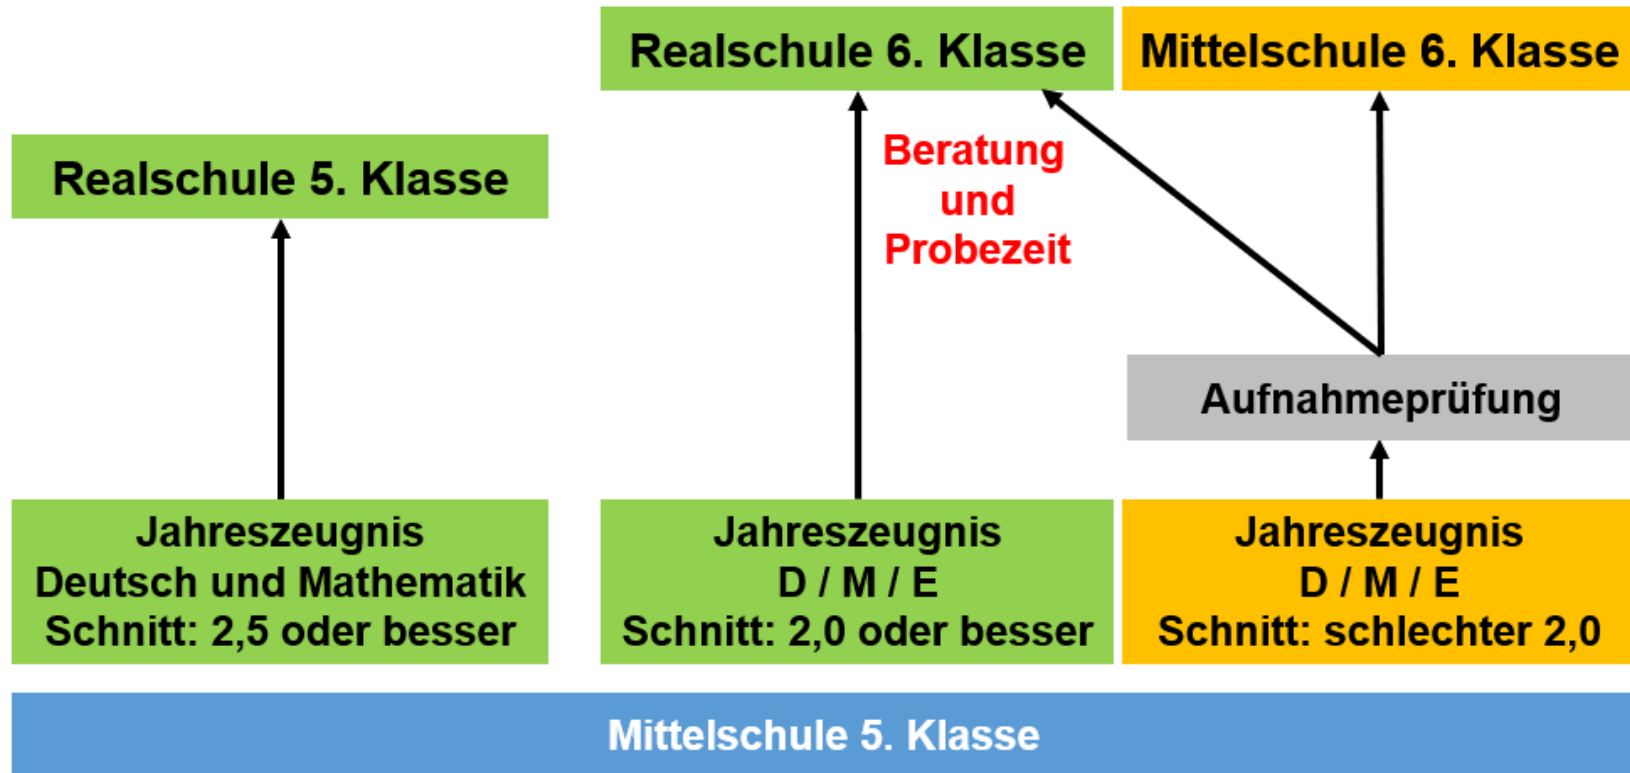 Realschule 6. Klasse
Mittelschule 6. Klasse
Realschule 5. Klasse
Beratung
und
Probezeit
Aufnahmeprüfung
Jahreszeugnis
Deutsch und Mathematik
Schnitt: 2,5 oder besser
Jahreszeugnis
D / M / E
Schnitt: 2,0 oder besser
Jahreszeugnis
D / M / E
Schnitt: schlechter 2,0
Mittelschule 5. Klasse